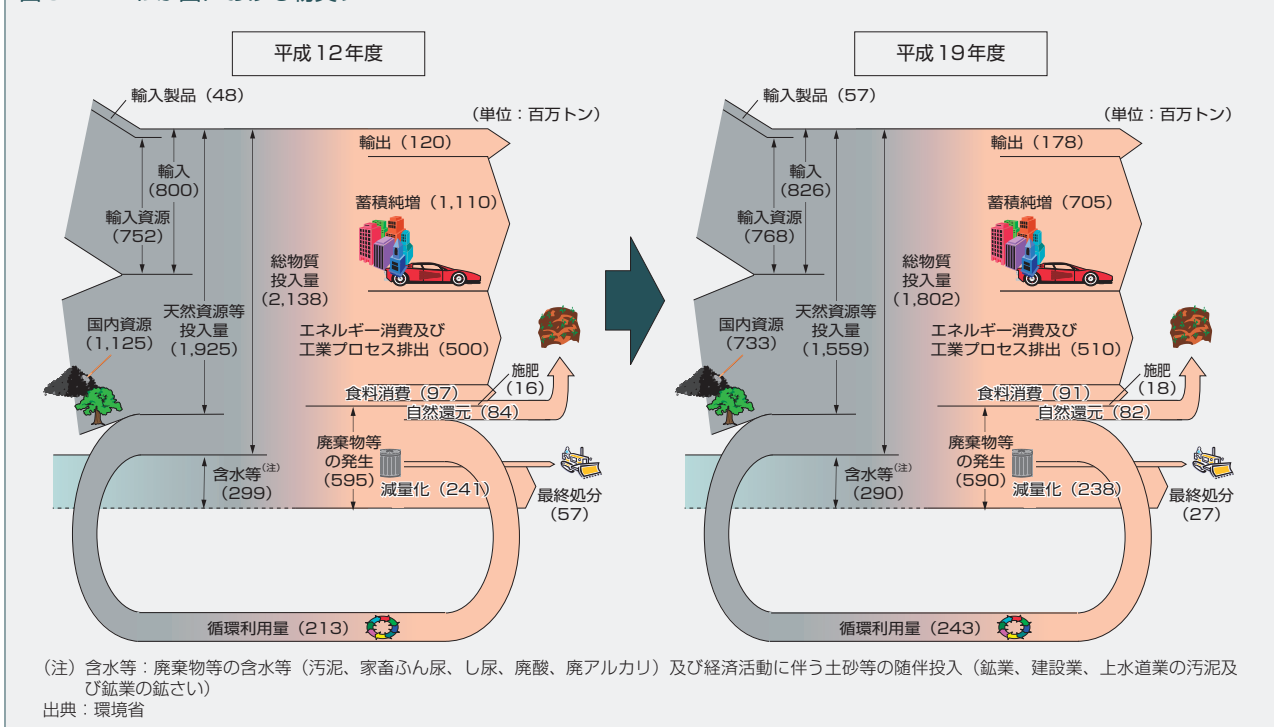 平成12年度
輸入製品（48）
（単位：百万トン）
輸出（120）
輸入
（800）
蓄積純増（1,110）
輸入資源
（752）
総物質
投入量
（2,138）
天然資源等
投入量
（1,925）
国内資源
（1,125）
エネルギー消費及び
工業プロセス排出（500）
施肥
（16）
食料消費（97）
自然還元（84）
廃棄物等
の発生
（595）
含水等（注）
（299）
減量化（241）
最終処分
（57）
循環利用量（213）
平成19年度
輸入製品（57）
（単位：百万トン）
輸出（178）
輸入
（826）
蓄積純増（705）
輸入資源
（768）
総物質
投入量
（1,802）
天然資源等
投入量
（1,559）
国内資源
（733）
エネルギー消費及び
工業プロセス排出（510）
施肥
（18）
食料消費（91）
自然還元（82）
廃棄物等
の発生
（590）
含水等（注）
（290）
減量化（238）
最終処分
（27）
循環利用量（243）
（注）含水等：廃棄物等の含水等（汚泥、家畜ふん尿、し尿、廃酸、廃アルカリ）及び経済活動に伴う土砂等の随伴投入（鉱業、建設業、上水道業の汚泥及
び鉱業の鉱さい）
出典：環境省